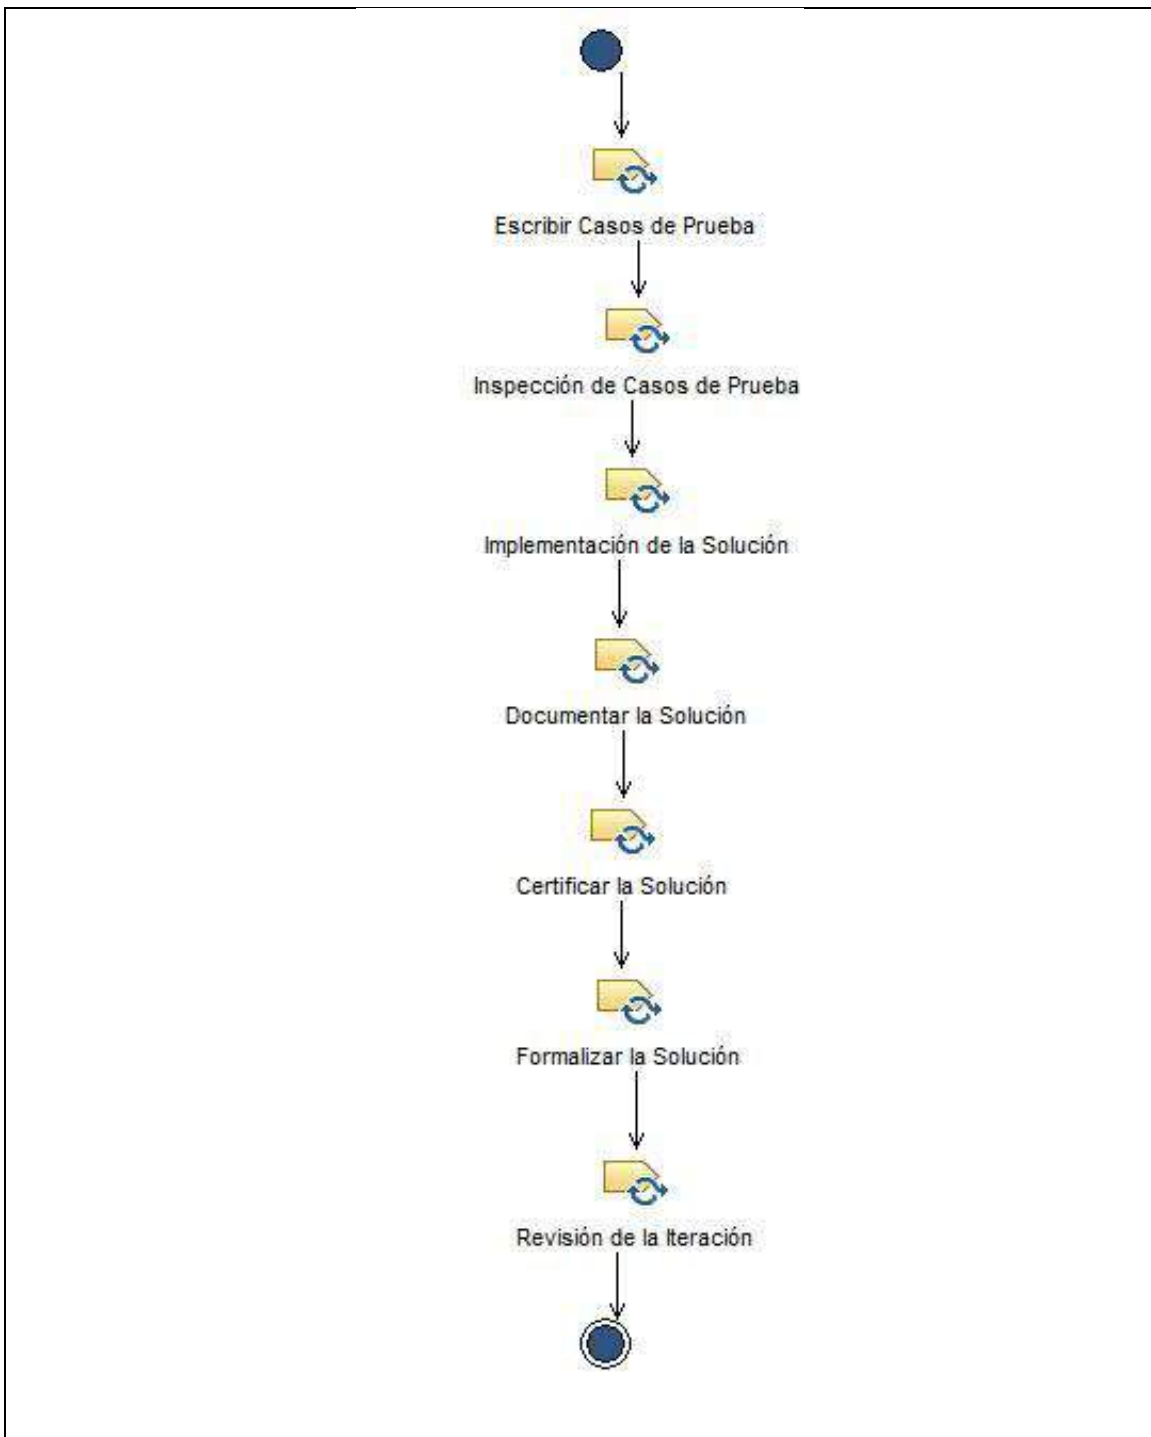 Escribir Casos de Prueba
Inspección de Casos de Prueba
Implementación de la Solución
Documentar la Solución
Certificar la Solución
Formalizar la Solución
Revisión de la Iteración